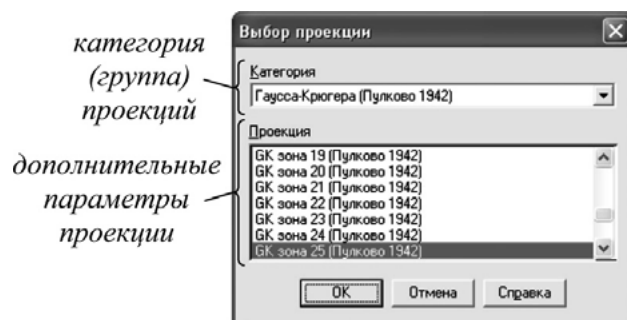 категория
(группа)
проекций
дополнительные
параметры
проекции
Выбор проекции
Категория
Гаусса-Крюгера (Пулково 1942)
Проекция
GK зона 19 (Пулково 1942)
GK зона 20 (Пулково 1942)
GK зона 21 (Пулково 1942)
GK зона 22 (Пулково 1942)
GK зона 23 (Пулково 1942)
GK зона 24 (Пулково 1942)
GK зона 25 (Пулково 1942)
OK
Отмена
Справка